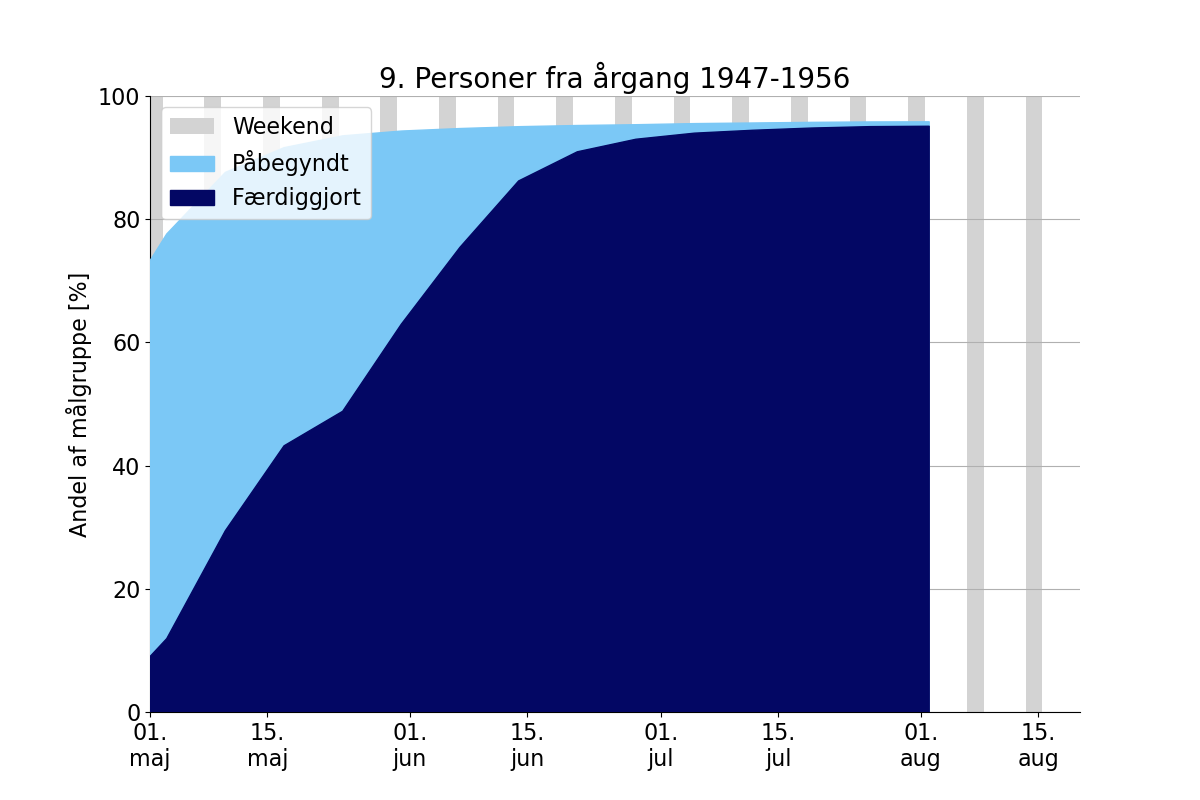 9. Personer fra årgang 1947-1956
Andel af målgruppe [%]
100
80
60
40
20
0
Weekend
Påbegyndt
Færdiggjort
01. 15. 01. 15. 01. 15. 01. 15.
maj maj jun jun jul jul aug aug